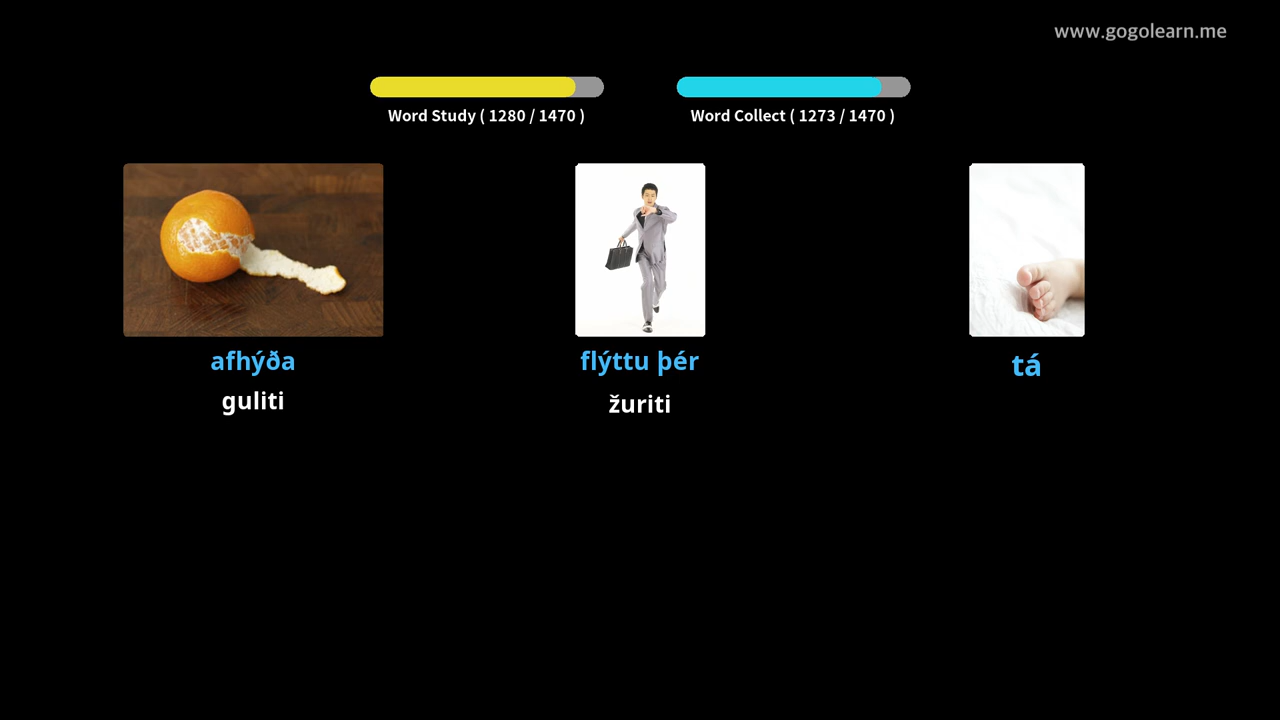 www.gogolearn.me
Word Study ( 1280 / 1470 )
Word Collect ( 1273 / 1470 )
afhýða
guliti
flýttu þér
žuriti
tá